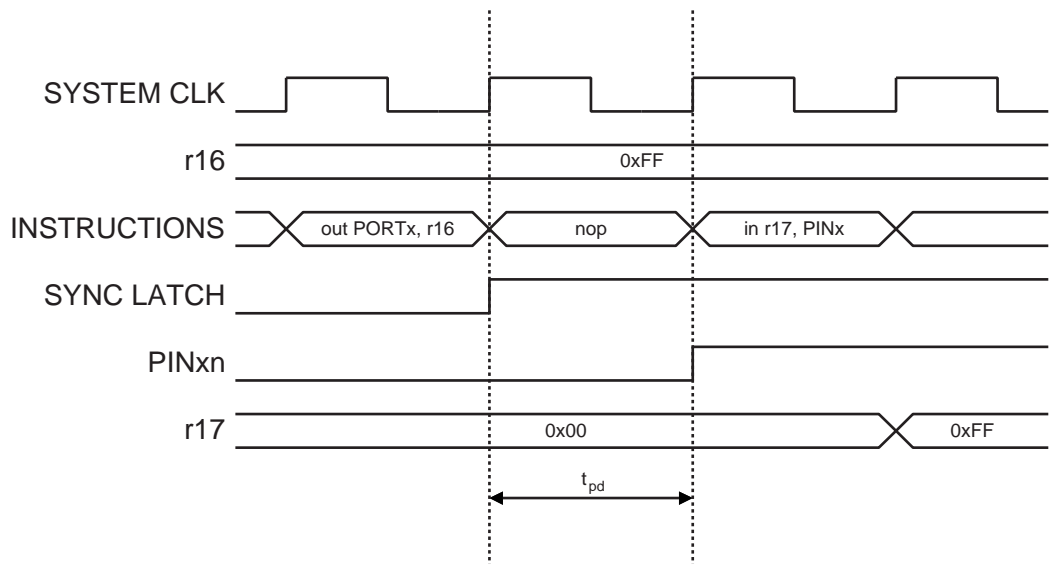 SYSTEM CLK
r16
0xFF
INSTRUCTIONS
out PORTx, r16
nop
in r17, PINx
SYNC LATCH
PINxn
r17
0x00
0xFF
tpd